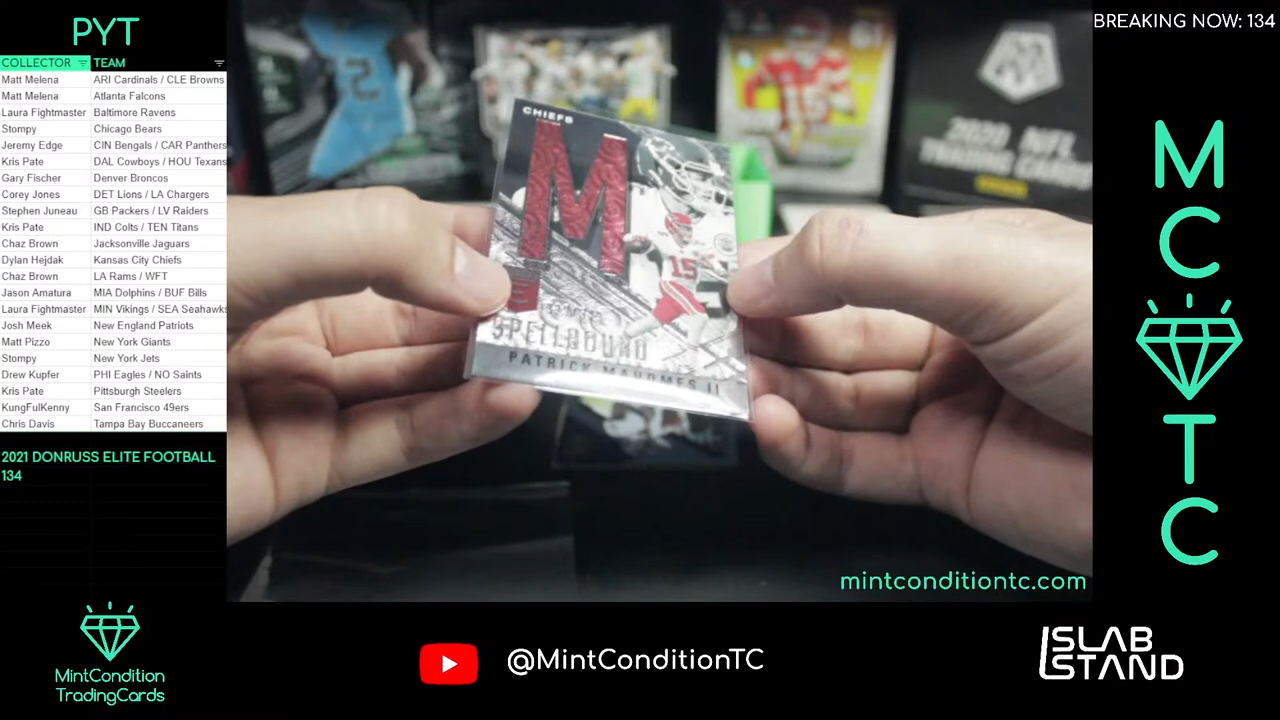 PYT
BREAKING NOW: 134
COLLECTOR TEAM
Matt Melena ARI Cardinals / CLE Browns
Matt Melena Atlanta Falcons
Laura Fightmaster Baltimore Ravens
Stompy Chicago Bears
Jeremy Edge CIN Bengals / CAR Panthers
Kris Pate DAL Cowboys / HOU Texans
Gary Fischer Denver Broncos
Corey Jones DET Lions / LA Chargers
Stephen Juneau GB Packers / LV Raiders
Kris Pate IND Colts / TEN Titans
Chaz Brown Jacksonville Jaguars
Dylan Hejdak Kansas City Chiefs
Chaz Brown LA Rams / WFT
Jason Amatura MIA Dolphins / BUF Bills
Laura Fightmaster MIN Vikings / SEA Seahawks
Josh Meek New England Patriots
Matt Pizzo New York Giants
Stompy New York Jets
Drew Kupfer PHI Eagles / NO Saints
Kris Pate Pittsburgh Steelers
KungFulKenny San Francisco 49ers
Chris Davis Tampa Bay Buccaneers
2021 DONRUSS ELITE FOOTBALL
134
CHIEFS
M
15
SPELLBOUND
PATRICK MAHOMES II
2020 NFL
TRADING CARDS
MC
TC
mintconditiontc.com
MintCondition
TradingCards
@MintConditionTC
SLAB
STAND